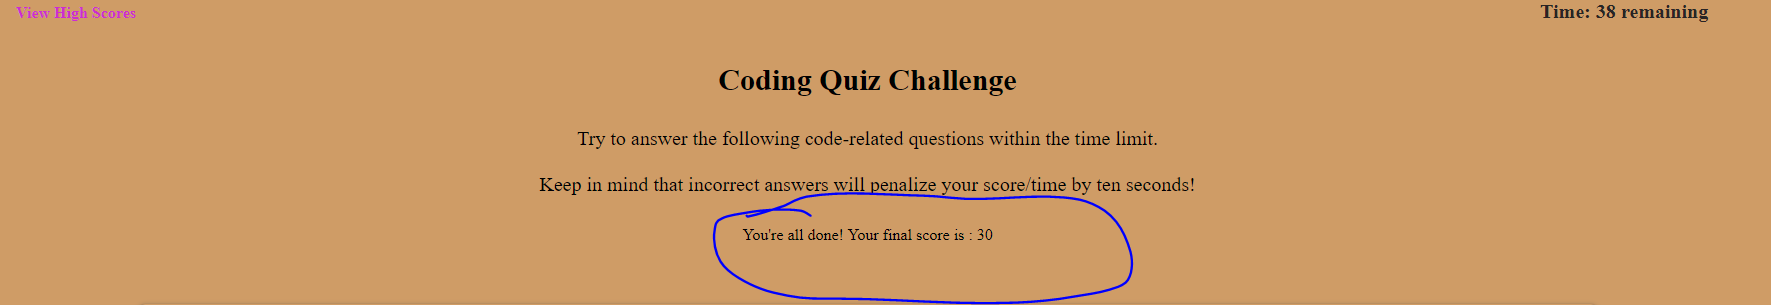 View High Scores
Time: 38 remaining
Coding Quiz Challenge
Try to answer the following code-related questions within the time limit.
Keep in mind that incorrect answers will penalize your score/time by ten seconds!
You're all done! Your final score is : 30